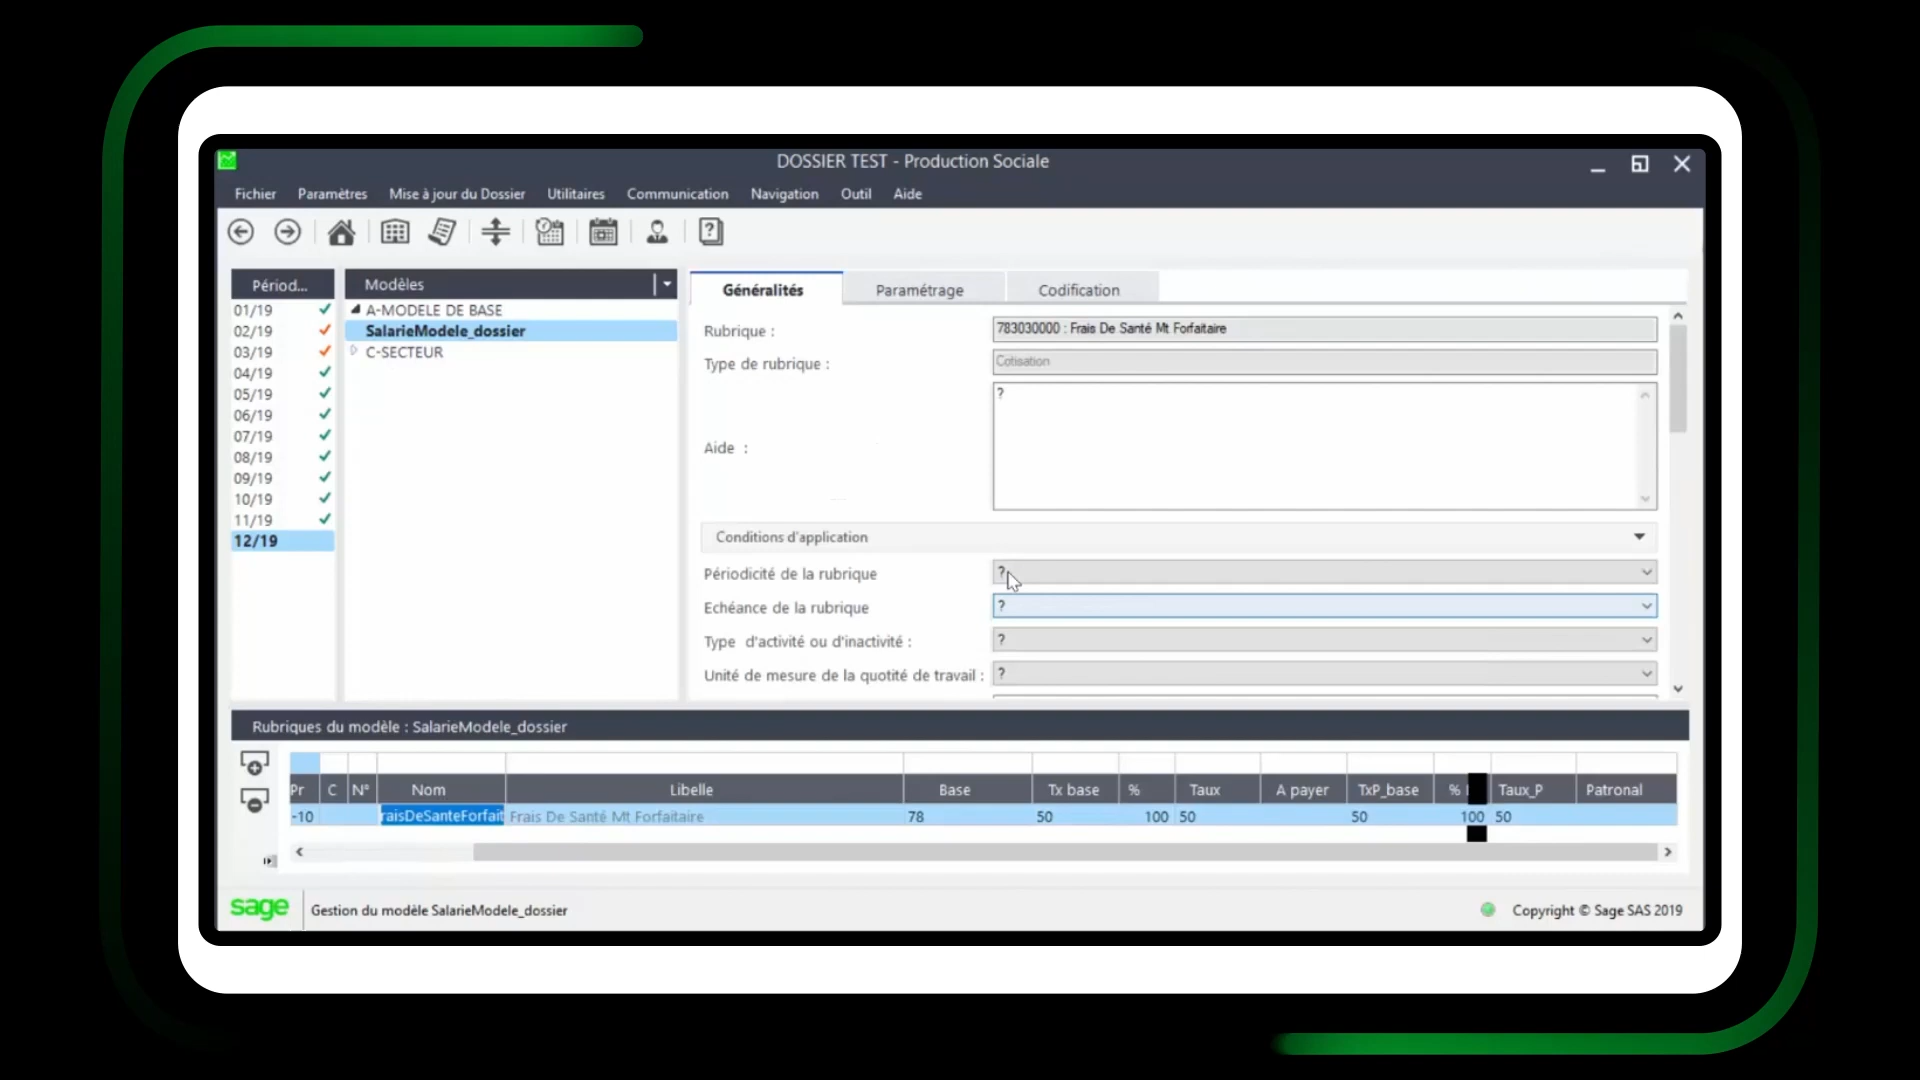 DOSSIER TEST - Production Sociale
Fichier Paramètres Mise à jour du Dossier Utilitaires Communication Navigation Outil Aide
Périod...
01/19
02/19
03/19
04/19
05/19
06/19
07/19
08/19
09/19
10/19
11/19
12/19
Modèles
A-MODELE DE BASE
SalarieModele_dossier
C-SECTEUR
Généralités Paramétrage Codification
Rubrique : 783030000 : Frais De Santé Mt Forfaitaire
Type de rubrique : Cotisation
Aide : ?
Conditions d'application
Périodicité de la rubrique ?
Echéance de la rubrique ?
Type d'activité ou d'inactivité : ?
Unité de mesure de la quotité de travail : ?
Rubriques du modèle : SalarieModele_dossier
Pr C N° Nom Libelle Base Tx base % Taux A payer TxP_base % Taux_P Patronal
-10 raisDeSanteForfait Frais De Santé Mt Forfaitaire 78 50 100 50 50 100 50
sage Gestion du modèle SalarieModele_dossier Copyright © Sage SAS 2019